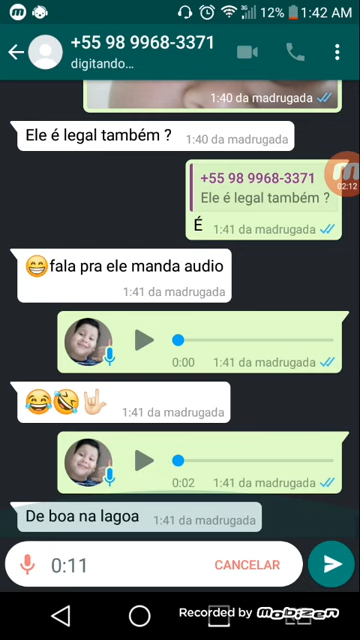 12% 1:42 AM
+55 98 9968-3371
digitando...
1:40 da madrugada
Ele é legal também ? 1:40 da madrugada
+55 98 9968-3371
Ele é legal também ?
É 1:41 da madrugada
02:12
😁fala pra ele manda audio
1:41 da madrugada
0:00 1:41 da madrugada
😂🤣🤟🏻 1:41 da madrugada
0:02 1:41 da madrugada
De boa na lagoa 1:41 da madrugada
0:11 CANCELAR
Recorded by Mobizen